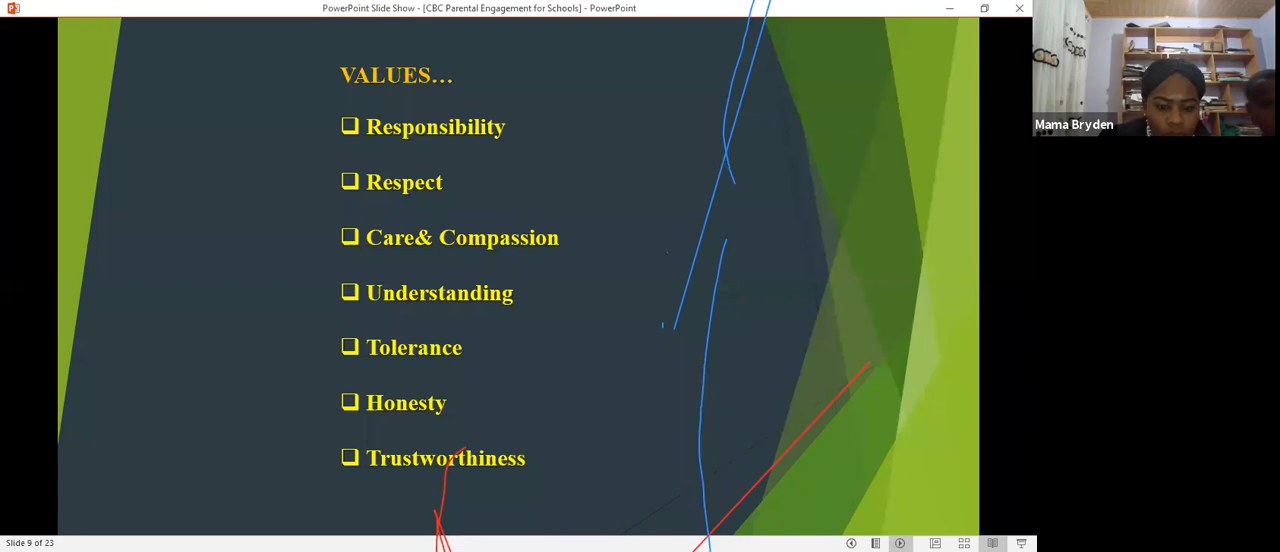 PowerPoint Slide Show - [CBC Parental Engagement for Schools] - PowerPoint
VALUES…
Responsibility
Respect
Care& Compassion
Understanding
Tolerance
Honesty
Trustworthiness
Mama Bryden
Slide 9 of 23